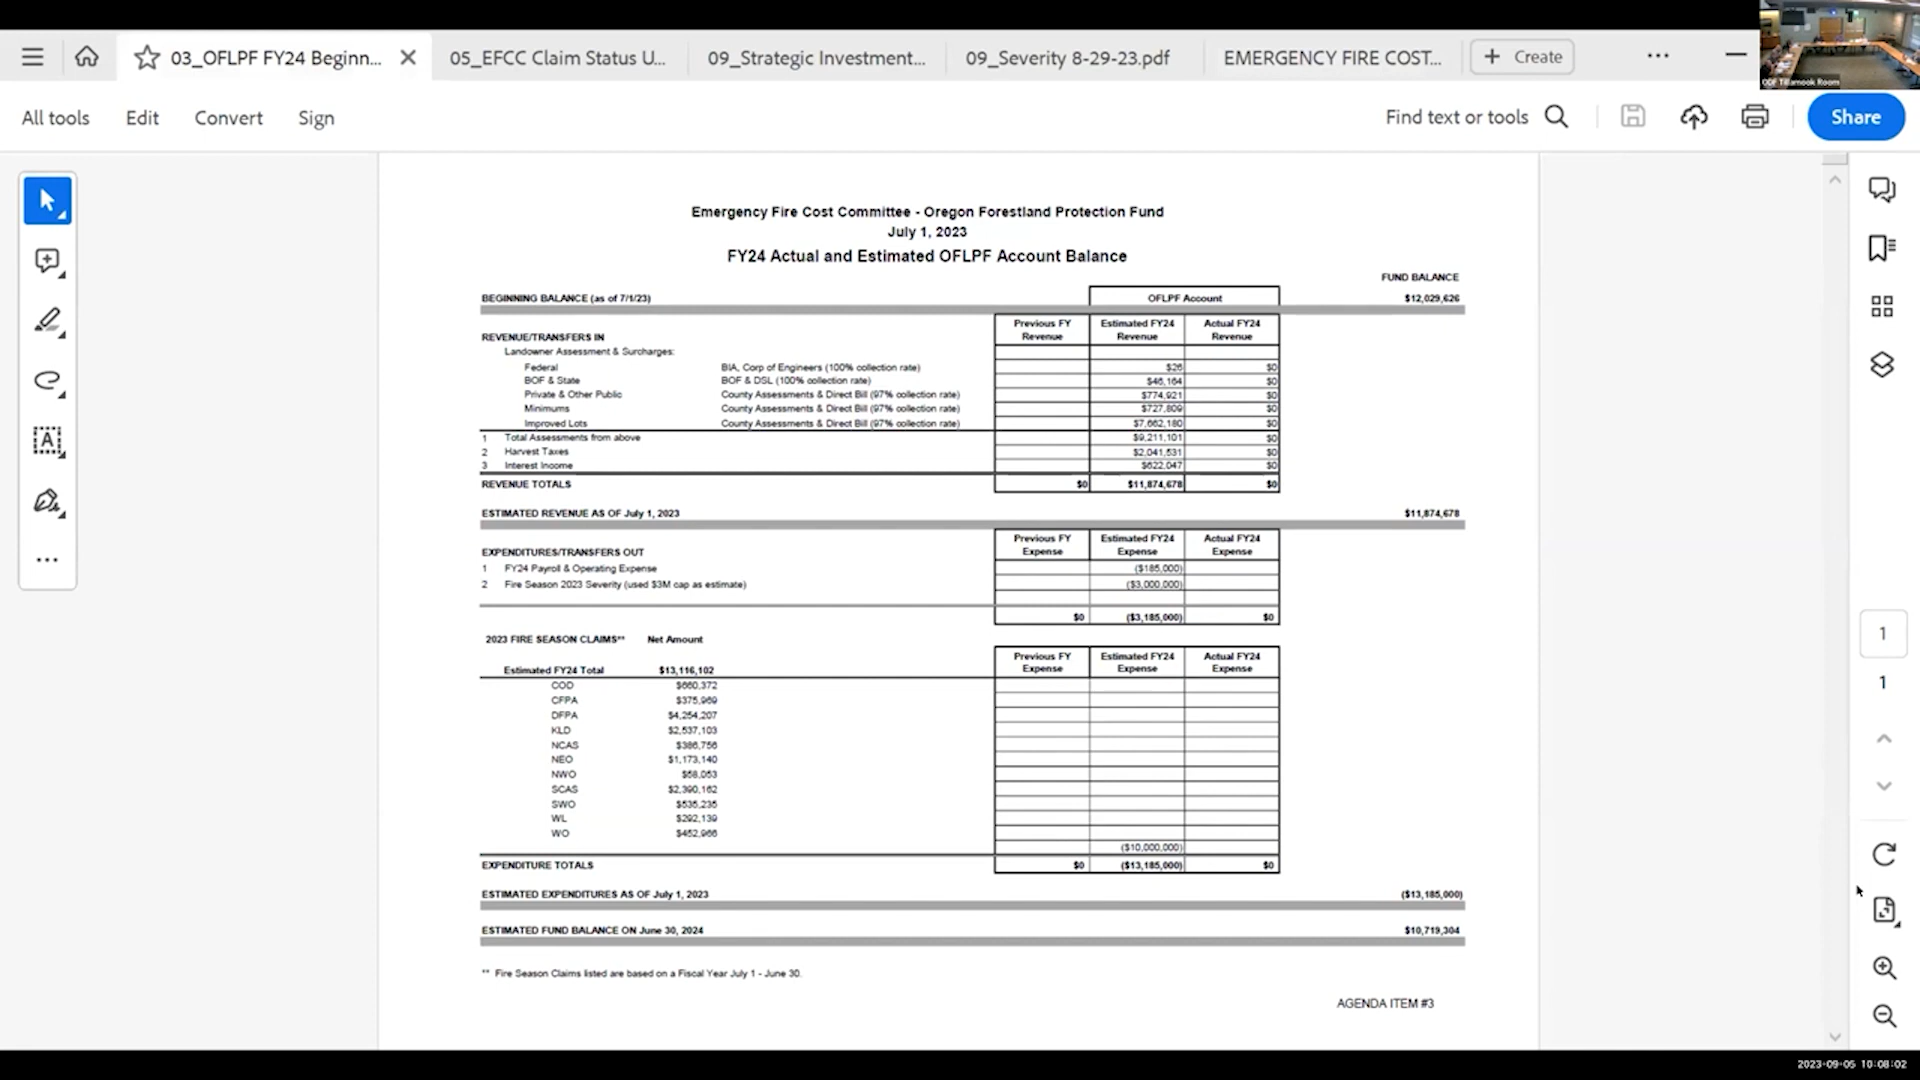 03_OFLPF FY24 Beginn...
05_EFCC Claim Status U...
09_Strategic Investment...
09_Severity 8-29-23.pdf
EMERGENCY FIRE COST...
Create
ODF Tillamook Room
All tools
Edit
Convert
Sign
Find text or tools
Share
Emergency Fire Cost Committee - Oregon Forestland Protection Fund
July 1, 2023
FY24 Actual and Estimated OFLPF Account Balance
FUND BALANCE
BEGINNING BALANCE (as of 7/1/23) OFLPF Account $12,029,626
Previous FY Revenue Estimated FY24 Revenue Actual FY24 Revenue
REVENUE/TRANSFERS IN
Landowner Assessment & Surcharges:
Federal BIA, Corp of Engineers (100% collection rate) $26 $0
BOF & State BOF & DSL (100% collection rate) $46,164 $0
Private & Other Public County Assessments & Direct Bill (97% collection rate) $774,921 $0
Minimums County Assessments & Direct Bill (97% collection rate) $727,809 $0
Improved Lots County Assessments & Direct Bill (97% collection rate) $7,662,180 $0
1 Total Assessments from above $9,211,101 $0
2 Harvest Taxes $2,041,531 $0
3 Interest Income $622,047 $0
REVENUE TOTALS $0 $11,874,678 $0
ESTIMATED REVENUE AS OF July 1, 2023 $11,874,678
Previous FY Expense Estimated FY24 Expense Actual FY24 Expense
EXPENDITURES/TRANSFERS OUT
1 FY24 Payroll & Operating Expense ($185,000)
2 Fire Season 2023 Severity (used $3M cap as estimate) ($3,000,000)
$0 ($3,185,000) $0
2023 FIRE SEASON CLAIMS** Net Amount
Previous FY Expense Estimated FY24 Expense Actual FY24 Expense
Estimated FY24 Total $13,116,102
COD $660,372
CFPA $375,969
DFPA $4,254,207
KLD $2,537,103
NCAS $386,756
NEO $1,173,140
NWO $58,053
SCAS $2,390,162
SWO $535,235
WL $292,139
WO $452,966
($10,000,000)
EXPENDITURE TOTALS $0 ($13,185,000) $0
ESTIMATED EXPENDITURES AS OF July 1, 2023 ($13,185,000)
ESTIMATED FUND BALANCE ON June 30, 2024 $10,719,304
** Fire Season Claims listed are based on a Fiscal Year July 1 - June 30.
AGENDA ITEM #3
1
1
2023-09-05 10:08:02